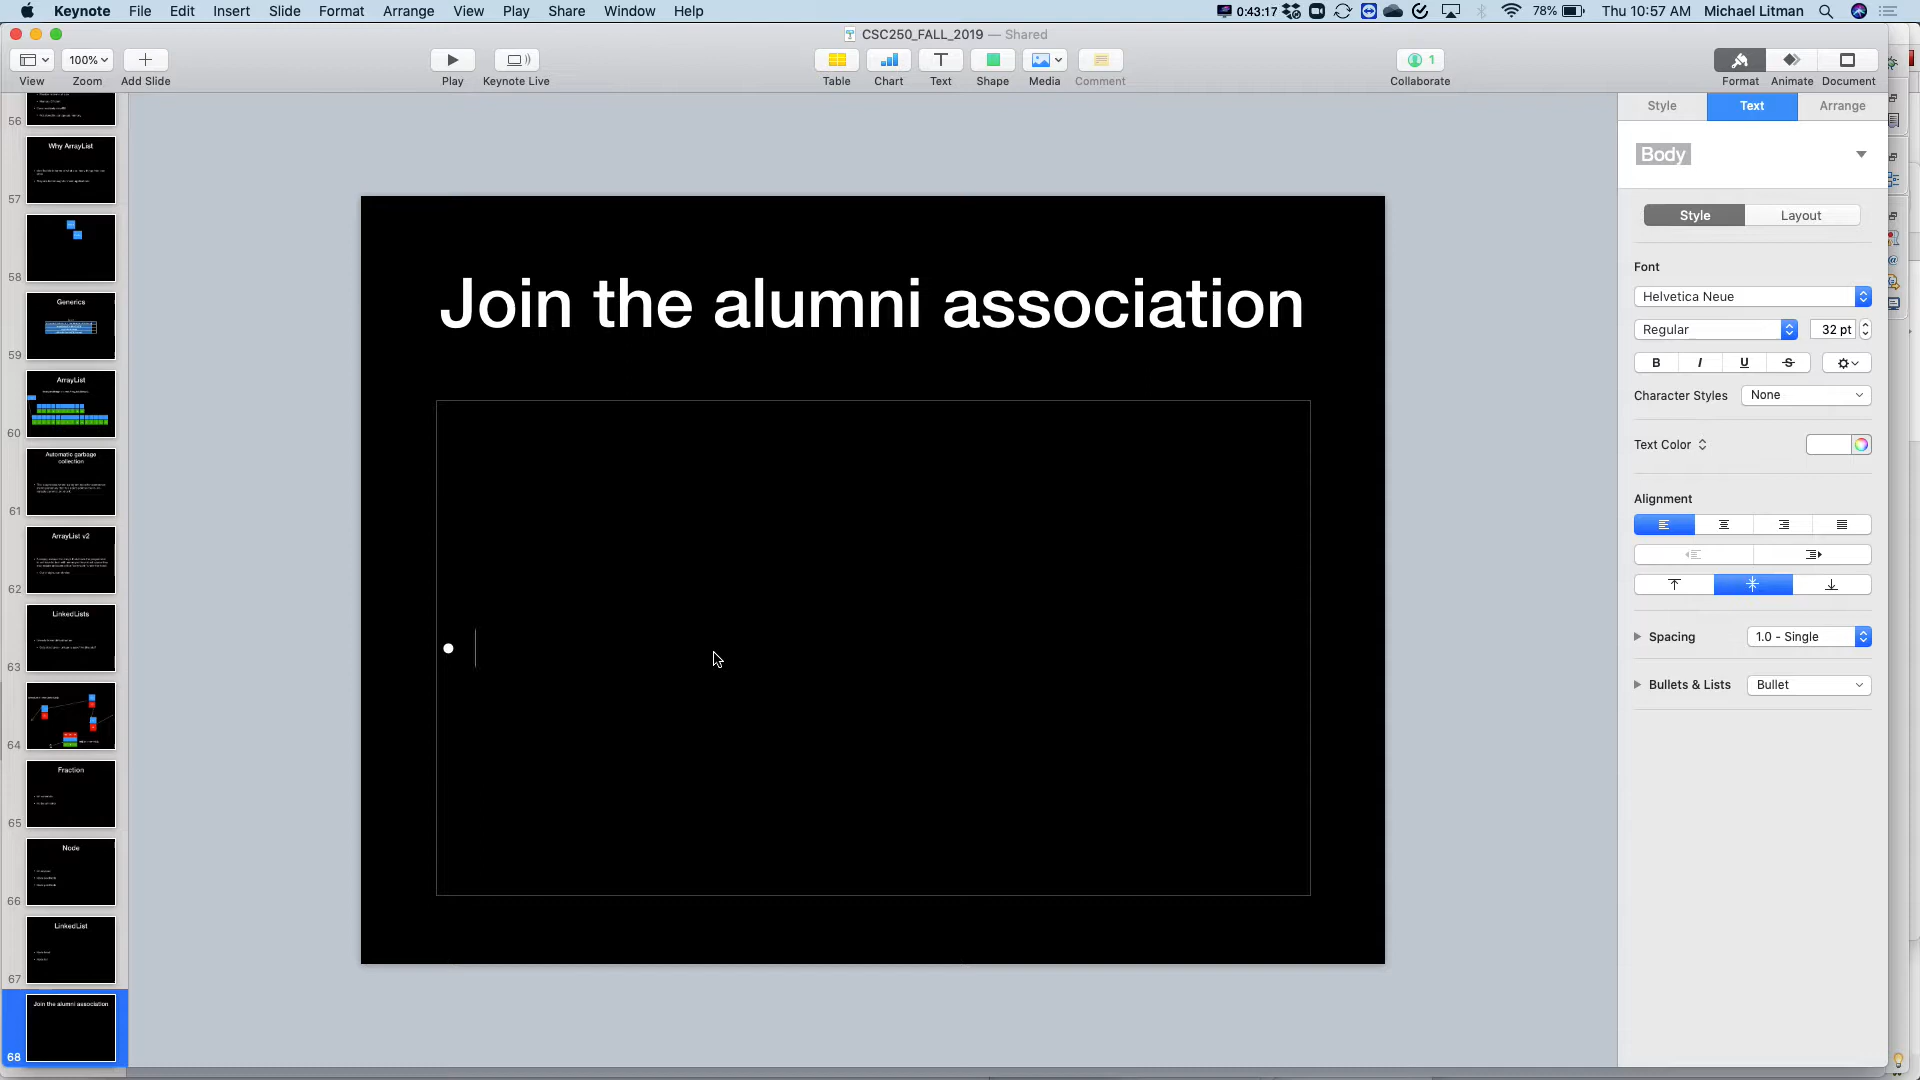 Keynote File Edit Insert Slide Format Arrange View Play Share Window Help 0:43:17 78% Thu 10:57 AM Michael Litman
CSC250_FALL_2019 — Shared
100%
1
View Zoom Add Slide Play Keynote Live Table Chart Text Shape Media Comment Collaborate Format Animate Document
Style Text Arrange
Body
Style Layout
Font
Helvetica Neue
Regular 32 pt
B I U S
Character Styles None
Text Color
Alignment
Spacing 1.0 - Single
Bullets & Lists Bullet
56
Why ArrayList
57
58
Generics
59
ArrayList
60
Automatic garbage
collection
61
ArrayList v2
62
LinkedLists
63
64
Fraction
65
Node
66
LinkedList
67
Join the alumni association
68
Join the alumni association
•